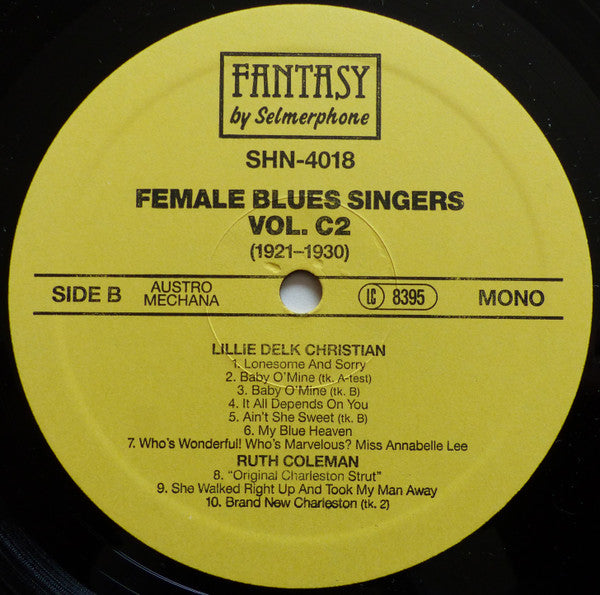 FANTASY
by Selmerphone
SHN-4018
FEMALE BLUES SINGERS
VOL. C2
(1921–1930)
SIDE B
AUSTRO
MECHANA
LC 8395
MONO
LILLIE DELK CHRISTIAN
1. Lonesome And Sorry
2. Baby O'Mine (tk. A-test)
3. Baby O'Mine (tk. B)
4. It All Depends On You
5. Ain't She Sweet (tk. B)
6. My Blue Heaven
7. Who's Wonderful! Who's Marvelous? Miss Annabelle Lee
RUTH COLEMAN
8. "Original Charleston Strut"
9. She Walked Right Up And Took My Man Away
10. Brand New Charleston (tk. 2)